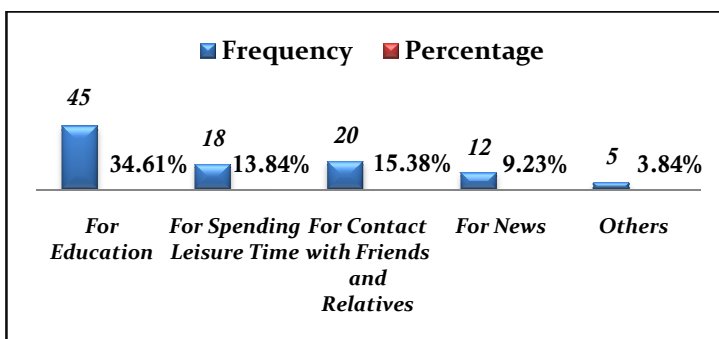 Frequency Percentage
45 34.61%
18 13.84%
20 15.38%
12 9.23%
5 3.84%
For Education
For Spending Leisure Time
For Contact with Friends and Relatives
For News
Others